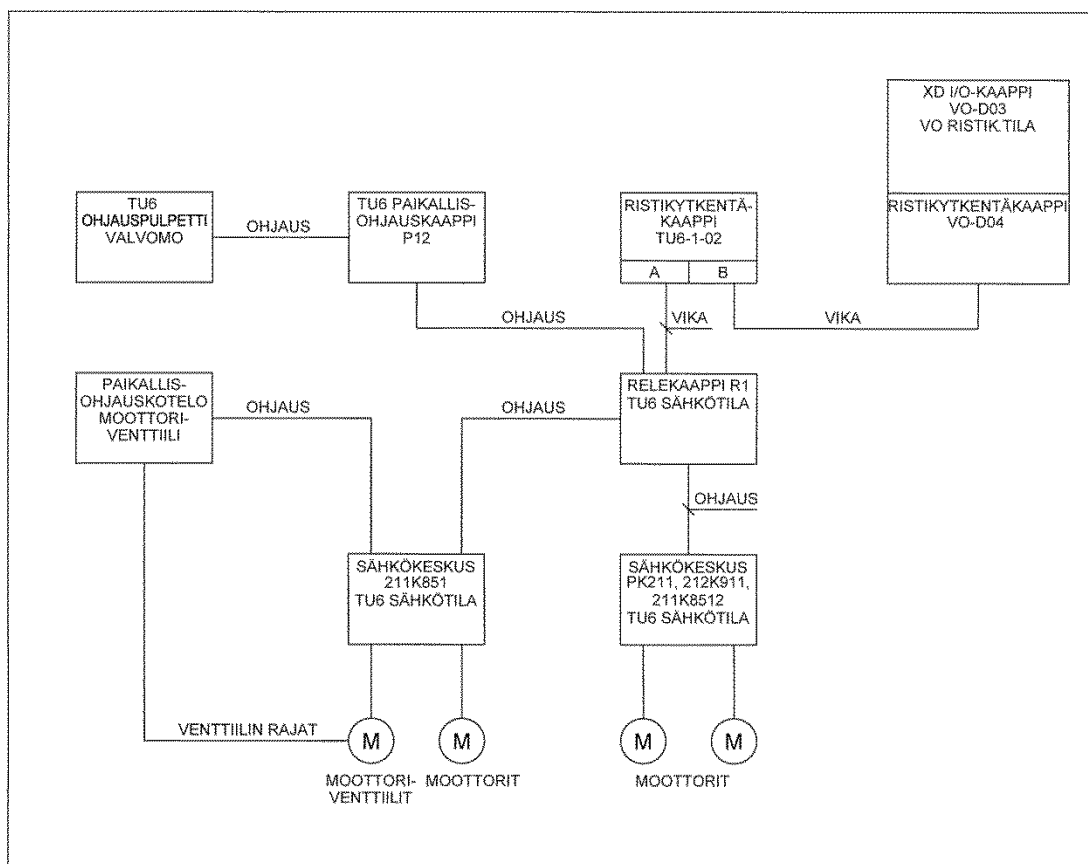 XD I/O-KAAPPI
VO-D03
VO RISTIK.TILA
TU6
OHJAUSPULPETTI
VALVOMO
OHJAUS
TU6 PAIKALLIS-
OHJAUSKAAPPI
P12
RISTIKYTKENTÄ-
KAAPPI
TU6-1-02
A
B
RISTIKYTKENTÄKAAPPI
VO-D04
OHJAUS
VIKA
VIKA
PAIKALLIS-
OHJAUSKOTELO
MOOTTORI-
VENTTIILI
OHJAUS
OHJAUS
RELEKAAPPI R1
TU6 SÄHKÖTILA
OHJAUS
SÄHKÖKESKUS
211K851
TU6 SÄHKÖTILA
SÄHKÖKESKUS
PK211, 212K911,
211K8512
TU6 SÄHKÖTILA
VENTTIILIN RAJAT
M
M
M
M
MOOTTORI-
VENTTIILIT
MOOTTORIT
MOOTTORIT